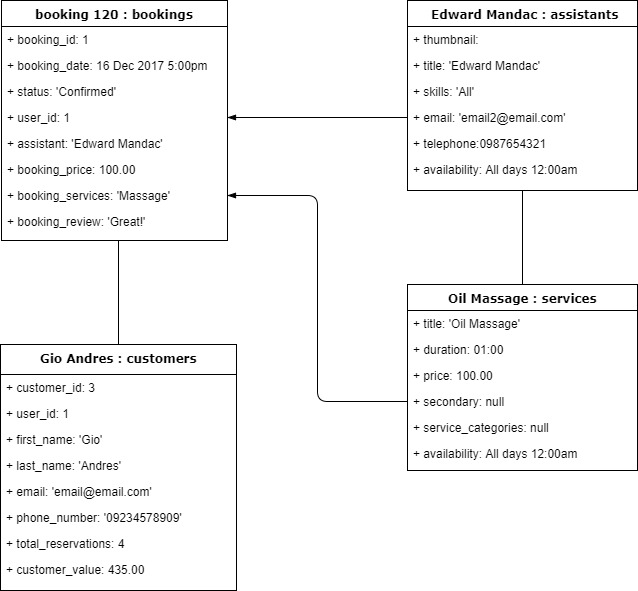 booking 120 : bookings
+ booking_id: 1
+ booking_date: 16 Dec 2017 5:00pm
+ status: 'Confirmed'
+ user_id: 1
+ assistant: 'Edward Mandac'
+ booking_price: 100.00
+ booking_services: 'Massage'
+ booking_review: 'Great!'
Edward Mandac : assistants
+ thumbnail:
+ title: 'Edward Mandac'
+ skills: 'All'
+ email: 'email2@email.com'
+ telephone:0987654321
+ availability: All days 12:00am
Oil Massage : services
+ title: 'Oil Massage'
+ duration: 01:00
+ price: 100.00
+ secondary: null
+ service_categories: null
+ availability: All days 12:00am
Gio Andres : customers
+ customer_id: 3
+ user_id: 1
+ first_name: 'Gio'
+ last_name: 'Andres'
+ email: 'email@email.com'
+ phone_number: '09234578909'
+ total_reservations: 4
+ customer_value: 435.00